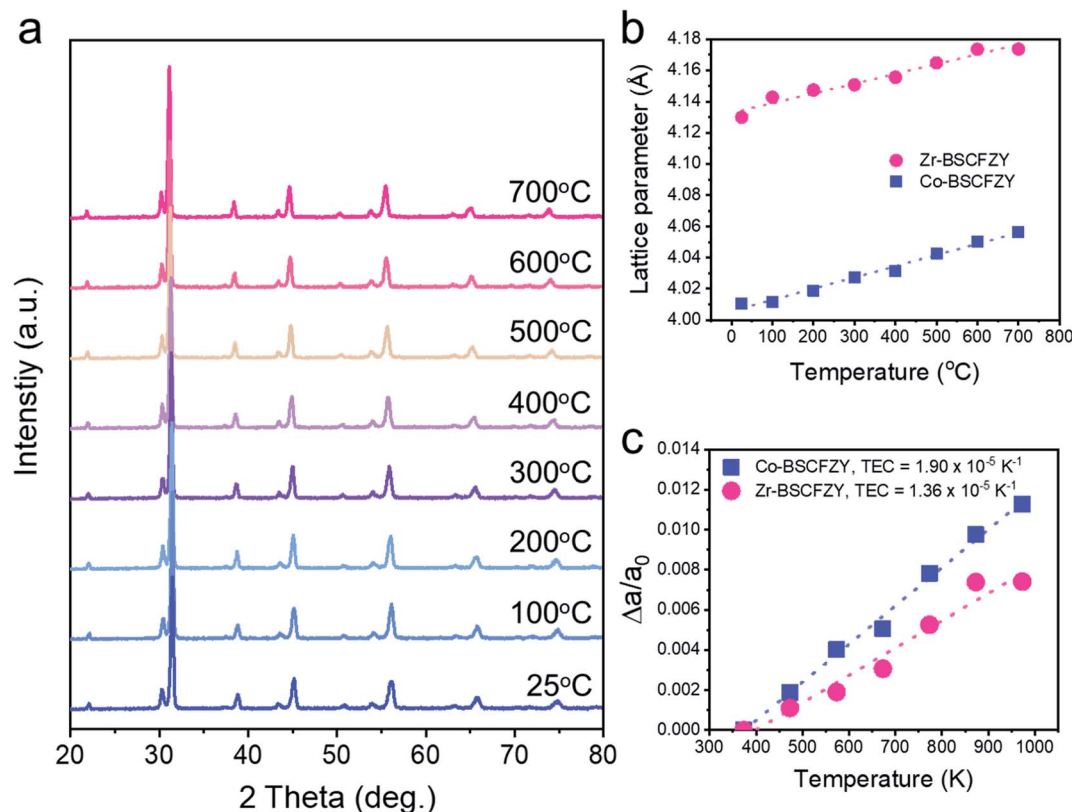 a
Intenstiy (a.u.)
700°C
600°C
500°C
400°C
300°C
200°C
100°C
25°C
20 30 40 50 60 70 80
2 Theta (deg.)
b
Lattice parameter (Å)
4.18
4.16
4.14
4.12
4.10
4.08
4.06
4.04
4.02
4.00
Zr-BSCFZY
Co-BSCFZY
0 100 200 300 400 500 600 700 800
Temperature (°C)
c
Δa/a₀
0.014
0.012
0.010
0.008
0.006
0.004
0.002
0.000
Co-BSCFZY, TEC = 1.90 x 10⁻⁵ K⁻¹
Zr-BSCFZY, TEC = 1.36 x 10⁻⁵ K⁻¹
300 400 500 600 700 800 900 1000
Temperature (K)